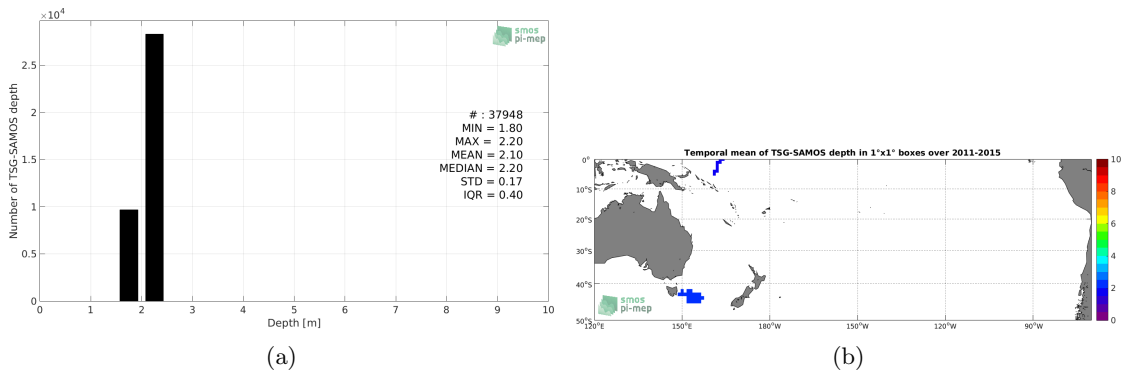 ×10⁴
2.5
2
1.5
1
0.5
0
Number of TSG-SAMOS depth
smos
pi-mep
# : 37948
MIN = 1.80
MAX = 2.20
MEAN = 2.10
MEDIAN = 2.20
STD = 0.17
IQR = 0.40
0 1 2 3 4 5 6 7 8 9 10
Depth [m]
(a)
Temporal mean of TSG-SAMOS depth in 1°x1° boxes over 2011-2015
0°
10°S
20°S
30°S
40°S
50°S
smos
pi-mep
120°E 150°E 180°W 150°W 120°W 90°W
10
8
6
4
2
0
(b)